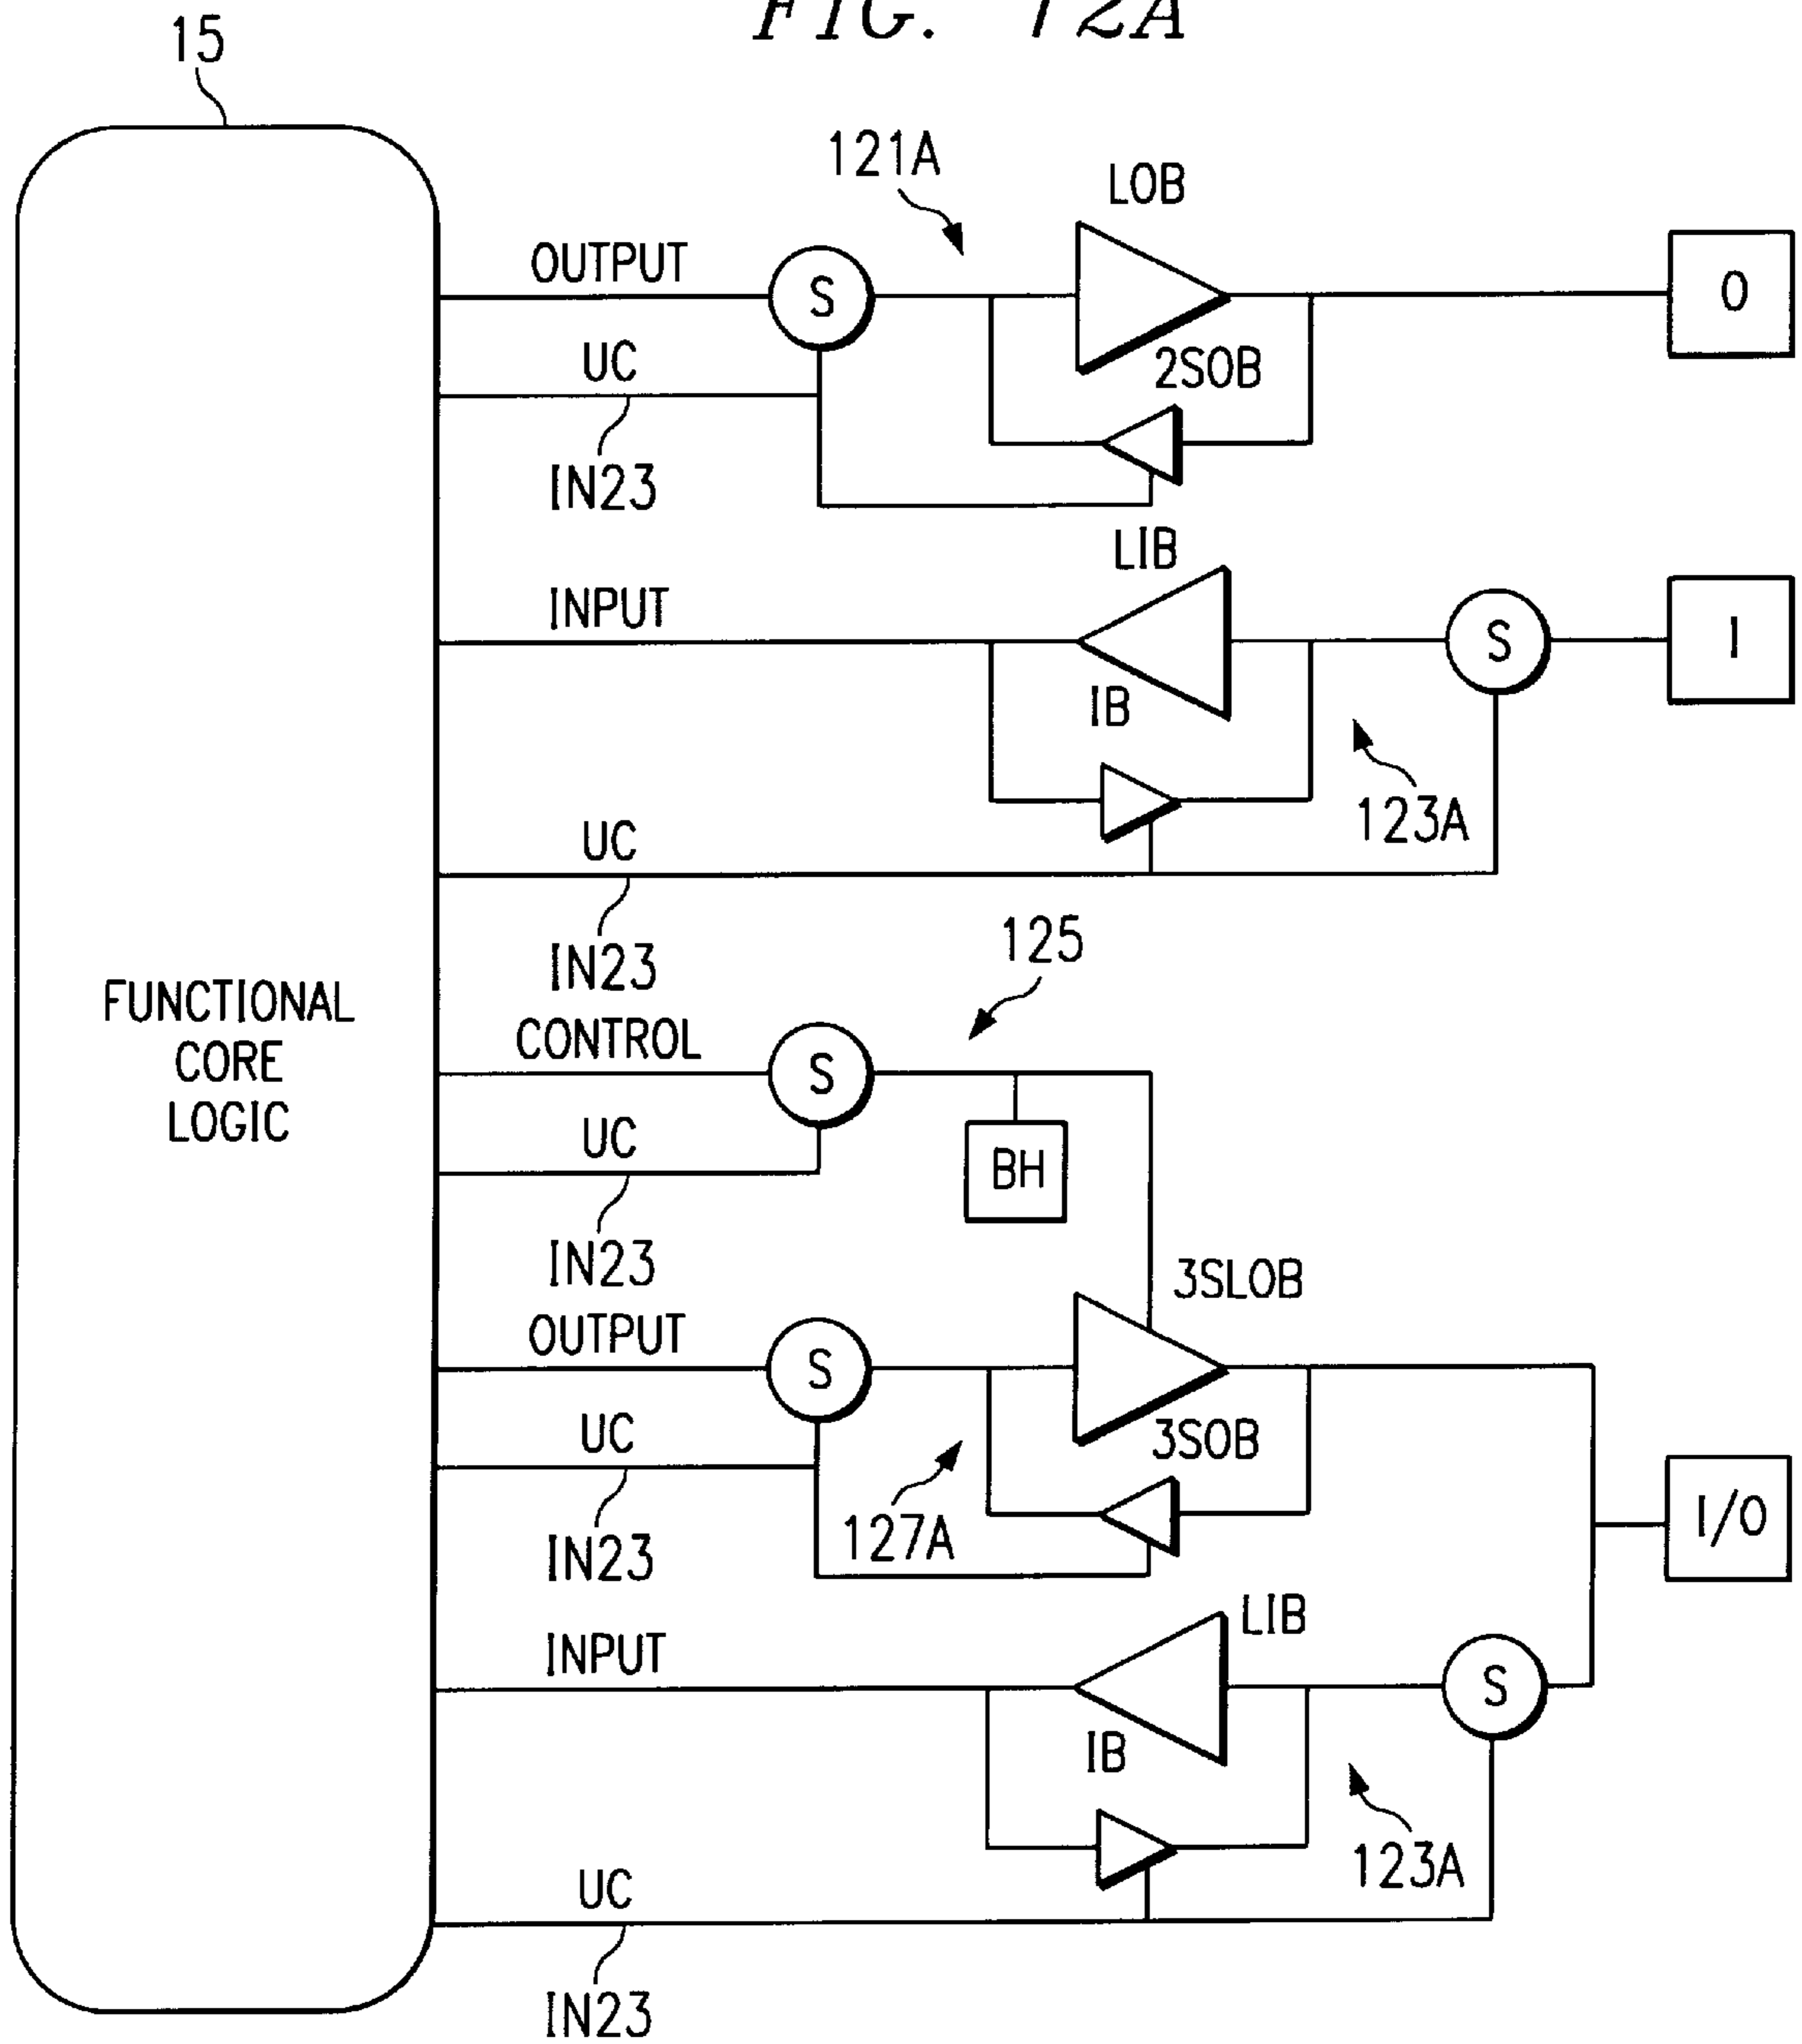 FIG. 12A
15
121A
LOB
OUTPUT
S
O
UC
2SOB
IN23
LIB
INPUT
S
I
IB
123A
UC
IN23
125
FUNCTIONAL
CORE
LOGIC
CONTROL
S
UC
BH
IN23
3SLOB
OUTPUT
S
UC
3SOB
I/O
127A
IN23
LIB
INPUT
S
IB
123A
UC
IN23